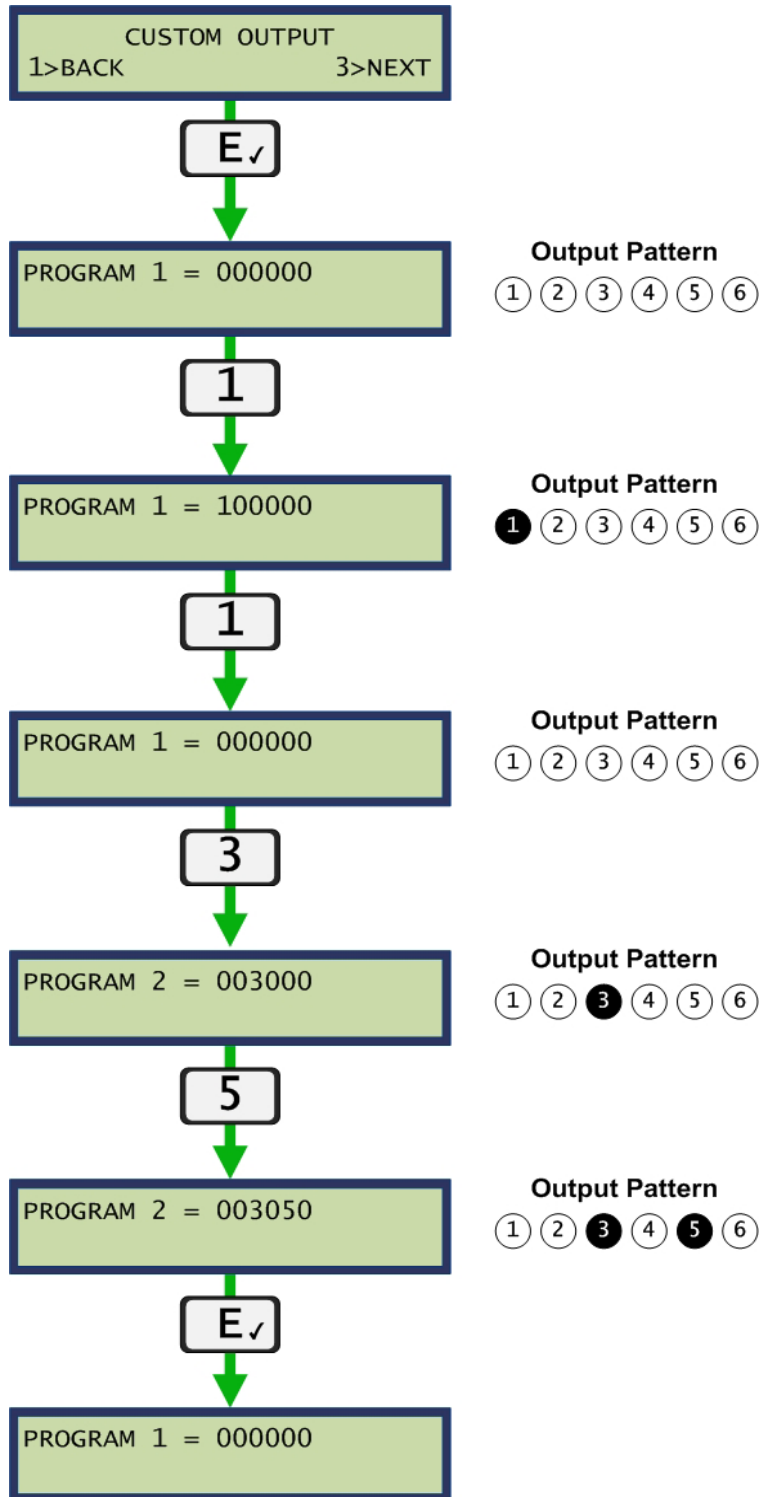 CUSTOM OUTPUT
1>BACK 3>NEXT
E✓
PROGRAM 1 = 000000
Output Pattern
1 2 3 4 5 6
1
PROGRAM 1 = 100000
Output Pattern
1 2 3 4 5 6
1
PROGRAM 1 = 000000
Output Pattern
1 2 3 4 5 6
3
PROGRAM 2 = 003000
Output Pattern
1 2 3 4 5 6
5
PROGRAM 2 = 003050
Output Pattern
1 2 3 4 5 6
E✓
PROGRAM 1 = 000000